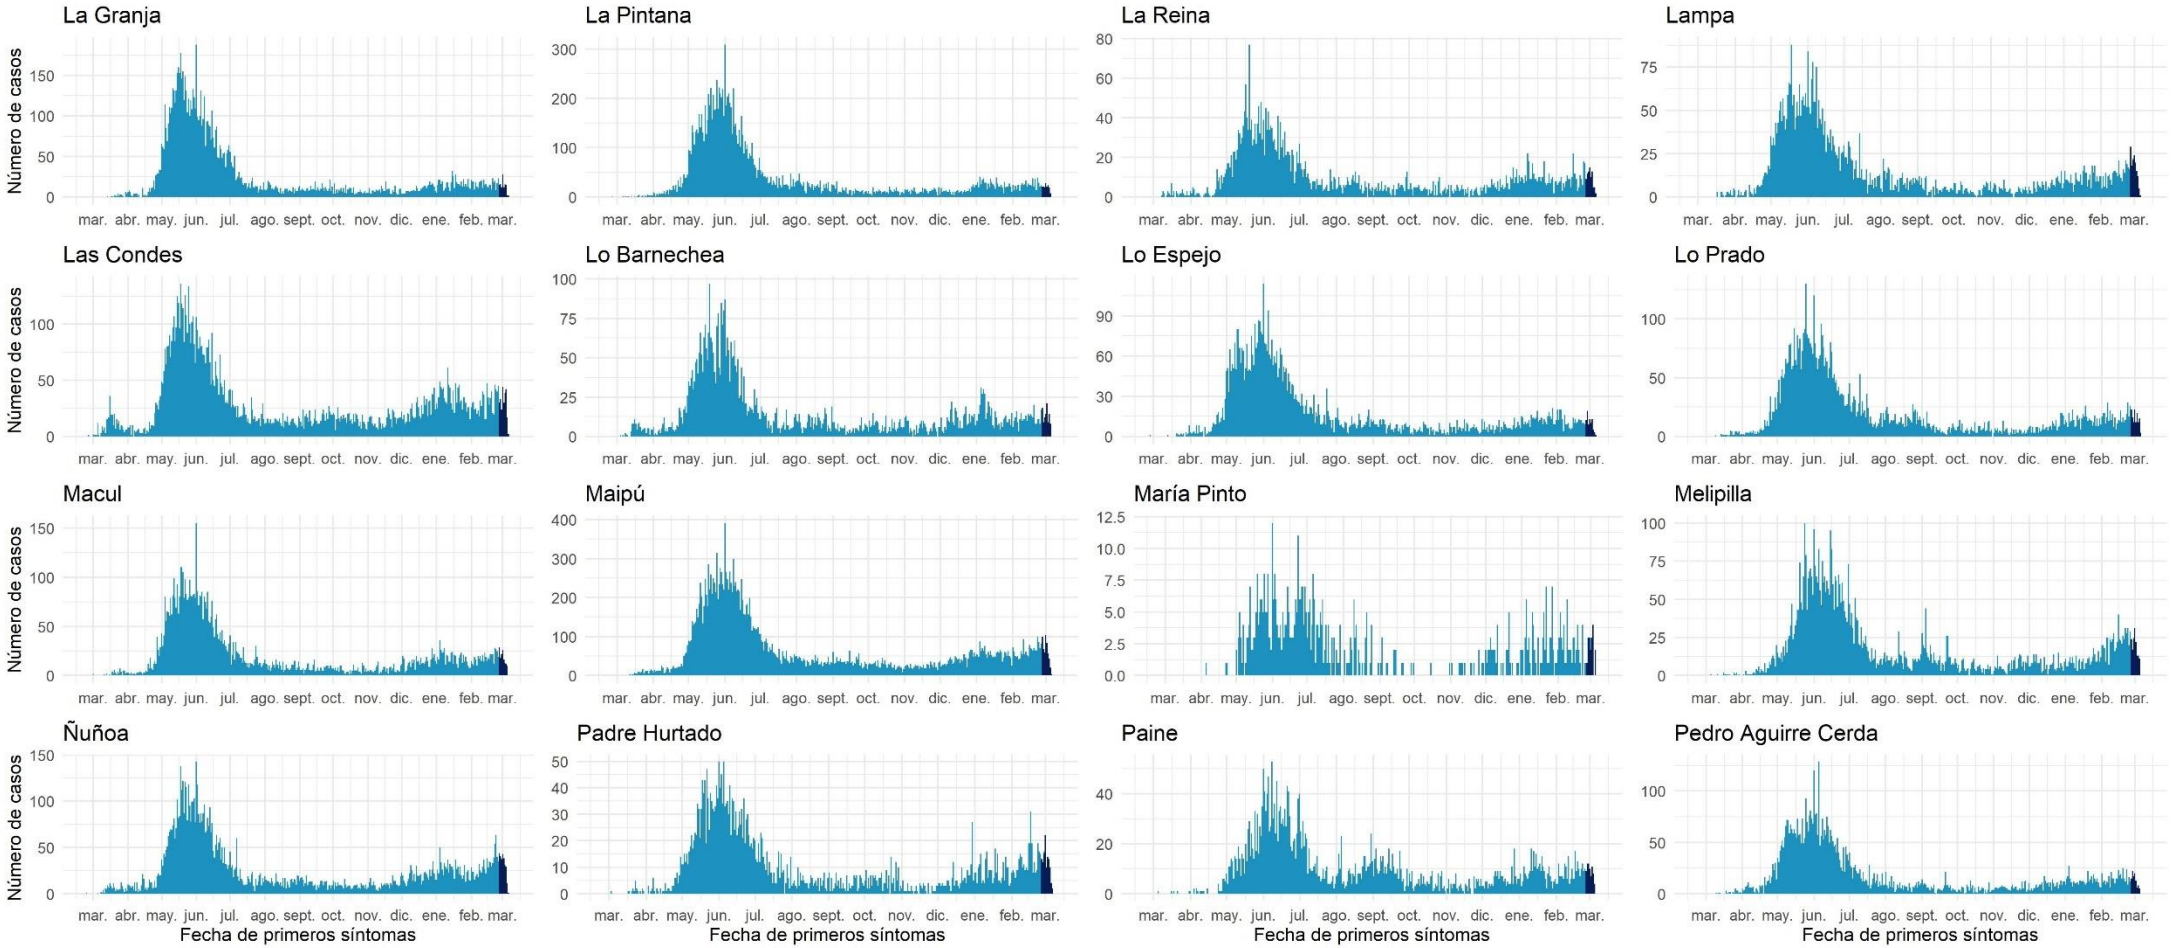 La Granja
La Pintana
La Reina
Lampa
Número de casos
150
100
50
0
300
200
100
0
80
60
40
20
0
75
50
25
0
mar. abr. may. jun. jul. ago. sept. oct. nov. dic. ene. feb. mar.
mar. abr. may. jun. jul. ago. sept. oct. nov. dic. ene. feb. mar.
mar. abr. may. jun. jul. ago. sept. oct. nov. dic. ene. feb. mar.
mar. abr. may. jun. jul. ago. sept. oct. nov. dic. ene. feb. mar.
Las Condes
Lo Barnechea
Lo Espejo
Lo Prado
Número de casos
100
50
0
100
75
50
25
0
90
60
30
0
100
50
0
mar. abr. may. jun. jul. ago. sept. oct. nov. dic. ene. feb. mar.
mar. abr. may. jun. jul. ago. sept. oct. nov. dic. ene. feb. mar.
mar. abr. may. jun. jul. ago. sept. oct. nov. dic. ene. feb. mar.
mar. abr. may. jun. jul. ago. sept. oct. nov. dic. ene. feb. mar.
Macul
Maipú
María Pinto
Melipilla
Número de casos
150
100
50
0
400
300
200
100
0
12.5
10.0
7.5
5.0
2.5
0.0
100
75
50
25
0
mar. abr. may. jun. jul. ago. sept. oct. nov. dic. ene. feb. mar.
mar. abr. may. jun. jul. ago. sept. oct. nov. dic. ene. feb. mar.
mar. abr. may. jun. jul. ago. sept. oct. nov. dic. ene. feb. mar.
mar. abr. may. jun. jul. ago. sept. oct. nov. dic. ene. feb. mar.
Ñuñoa
Padre Hurtado
Paine
Pedro Aguirre Cerda
Número de casos
150
100
50
0
50
40
30
20
10
0
40
20
0
100
50
0
mar. abr. may. jun. jul. ago. sept. oct. nov. dic. ene. feb. mar.
mar. abr. may. jun. jul. ago. sept. oct. nov. dic. ene. feb. mar.
mar. abr. may. jun. jul. ago. sept. oct. nov. dic. ene. feb. mar.
mar. abr. may. jun. jul. ago. sept. oct. nov. dic. ene. feb. mar.
Fecha de primeros síntomas
Fecha de primeros síntomas
Fecha de primeros síntomas
Fecha de primeros síntomas